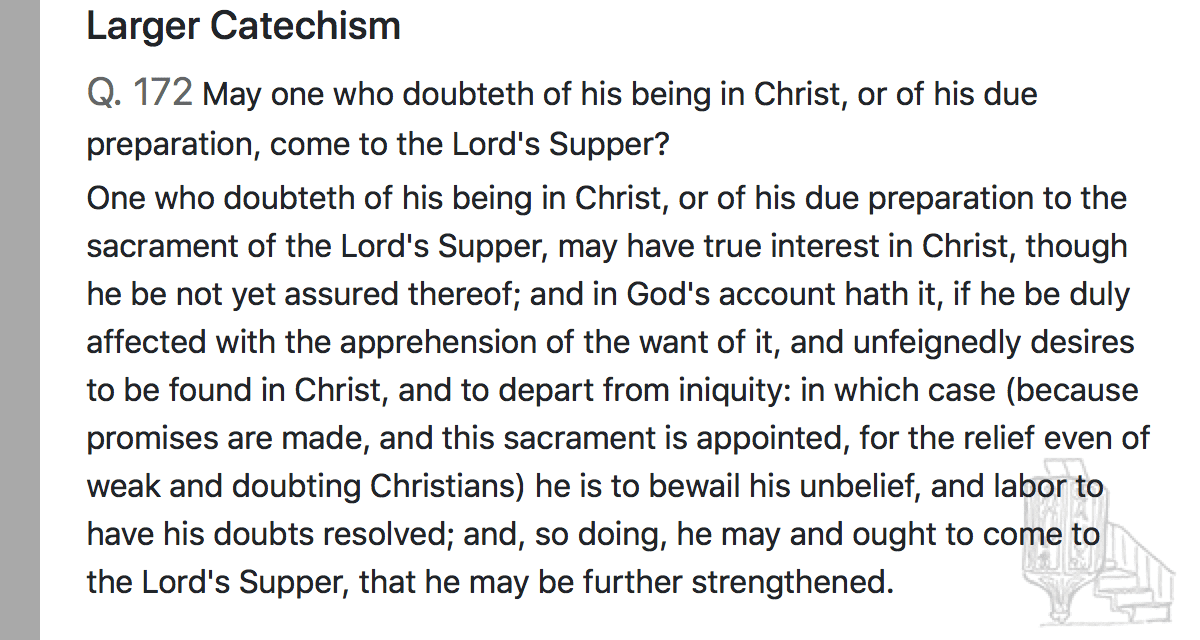 Larger Catechism
Q. 172 May one who doubteth of his being in Christ, or of his due
preparation, come to the Lord's Supper?
One who doubteth of his being in Christ, or of his due preparation to the
sacrament of the Lord's Supper, may have true interest in Christ, though
he be not yet assured thereof; and in God's account hath it, if he be duly
affected with the apprehension of the want of it, and unfeignedly desires
to be found in Christ, and to depart from iniquity: in which case (because
promises are made, and this sacrament is appointed, for the relief even of
weak and doubting Christians) he is to bewail his unbelief, and labor to
have his doubts resolved; and, so doing, he may and ought to come to
the Lord's Supper, that he may be further strengthened.